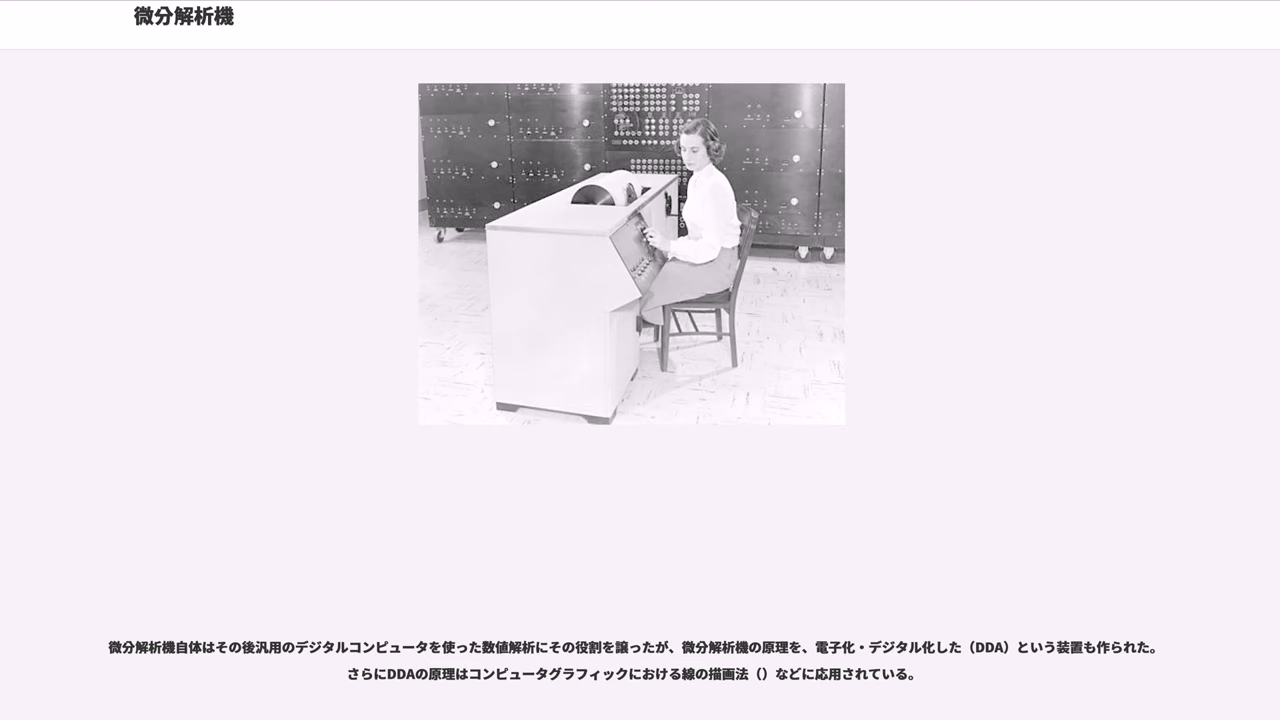 微分解析機
微分解析機自体はその後汎用のデジタルコンピュータを使った数値解析にその役割を譲ったが、微分解析機の原理を、電子化・デジタル化した（DDA）という装置も作られた。
さらにDDAの原理はコンピュータグラフィックにおける線の描画法（）などに応用されている。